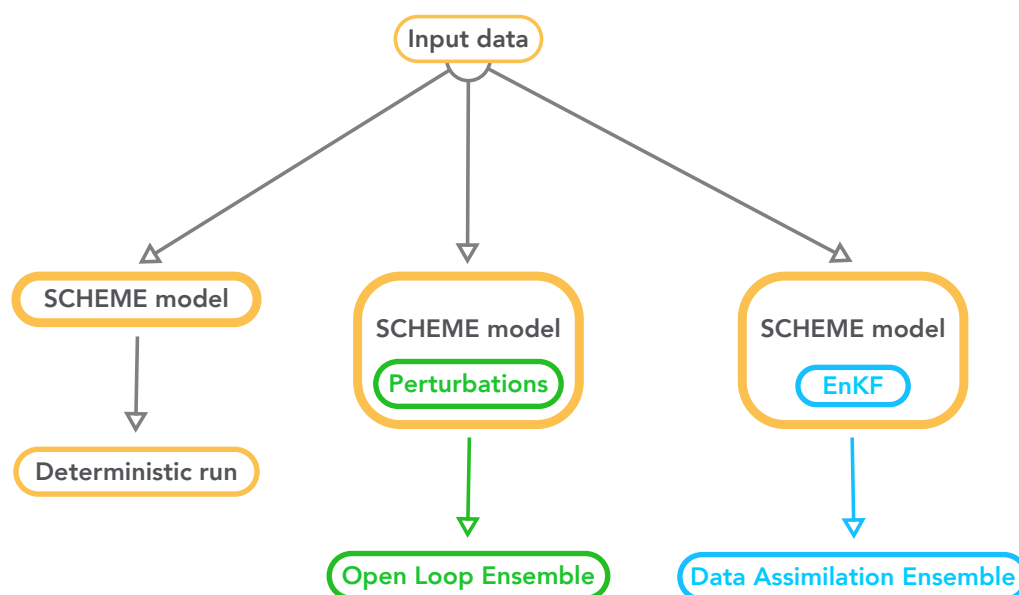 Input data
SCHEME model
SCHEME model
Perturbations
SCHEME model
EnKF
Deterministic run
Open Loop Ensemble
Data Assimilation Ensemble